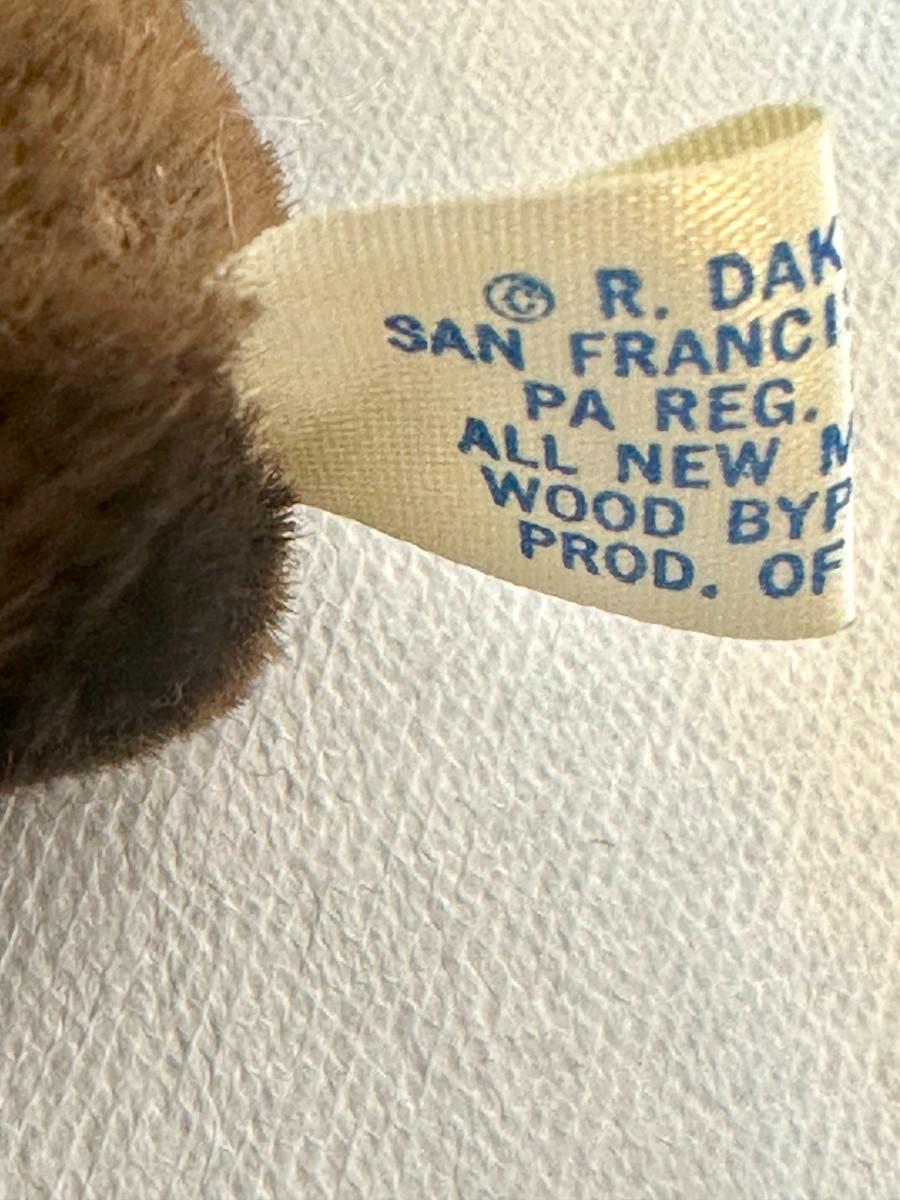 © R. DAK
SAN FRANCI
PA REG.
ALL NEW M
WOOD BYP
PROD. OF